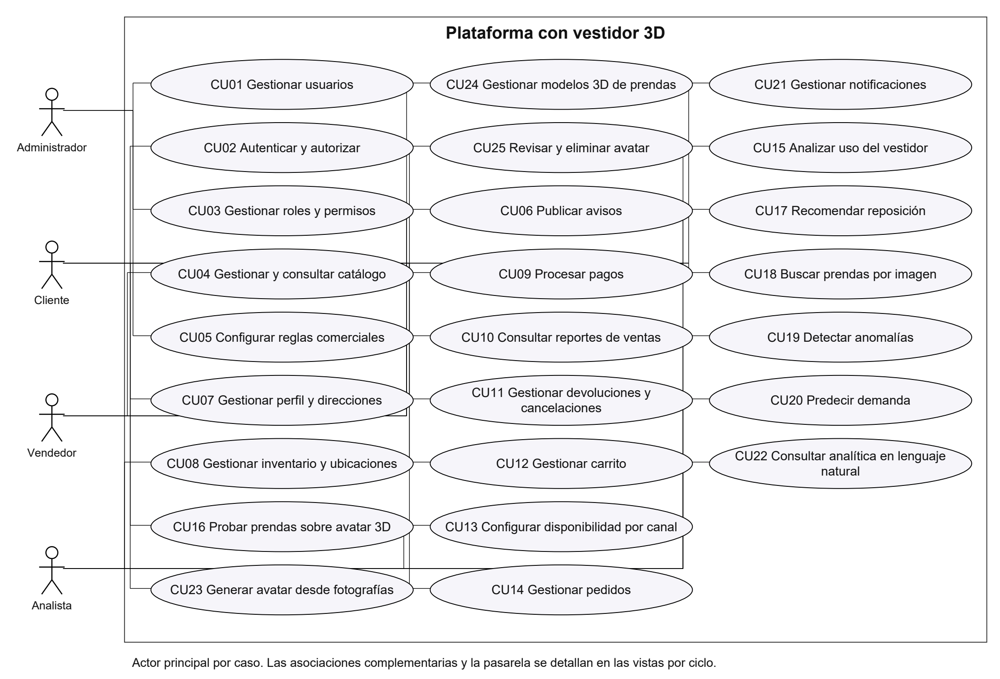 Plataforma con vestidor 3D
CU01 Gestionar usuarios
CU24 Gestionar modelos 3D de prendas
CU21 Gestionar notificaciones
Administrador
CU02 Autenticar y autorizar
CU25 Revisar y eliminar avatar
CU15 Analizar uso del vestidor
CU03 Gestionar roles y permisos
CU06 Publicar avisos
CU17 Recomendar reposición
Cliente
CU04 Gestionar y consultar catálogo
CU09 Procesar pagos
CU18 Buscar prendas por imagen
CU05 Configurar reglas comerciales
CU10 Consultar reportes de ventas
CU19 Detectar anomalías
CU07 Gestionar perfil y direcciones
CU11 Gestionar devoluciones y
cancelaciones
CU20 Predecir demanda
Vendedor
CU08 Gestionar inventario y ubicaciones
CU12 Gestionar carrito
CU22 Consultar analítica en lenguaje
natural
CU16 Probar prendas sobre avatar 3D
CU13 Configurar disponibilidad por canal
Analista
CU23 Generar avatar desde fotografías
CU14 Gestionar pedidos
Actor principal por caso. Las asociaciones complementarias y la pasarela se detallan en las vistas por ciclo.